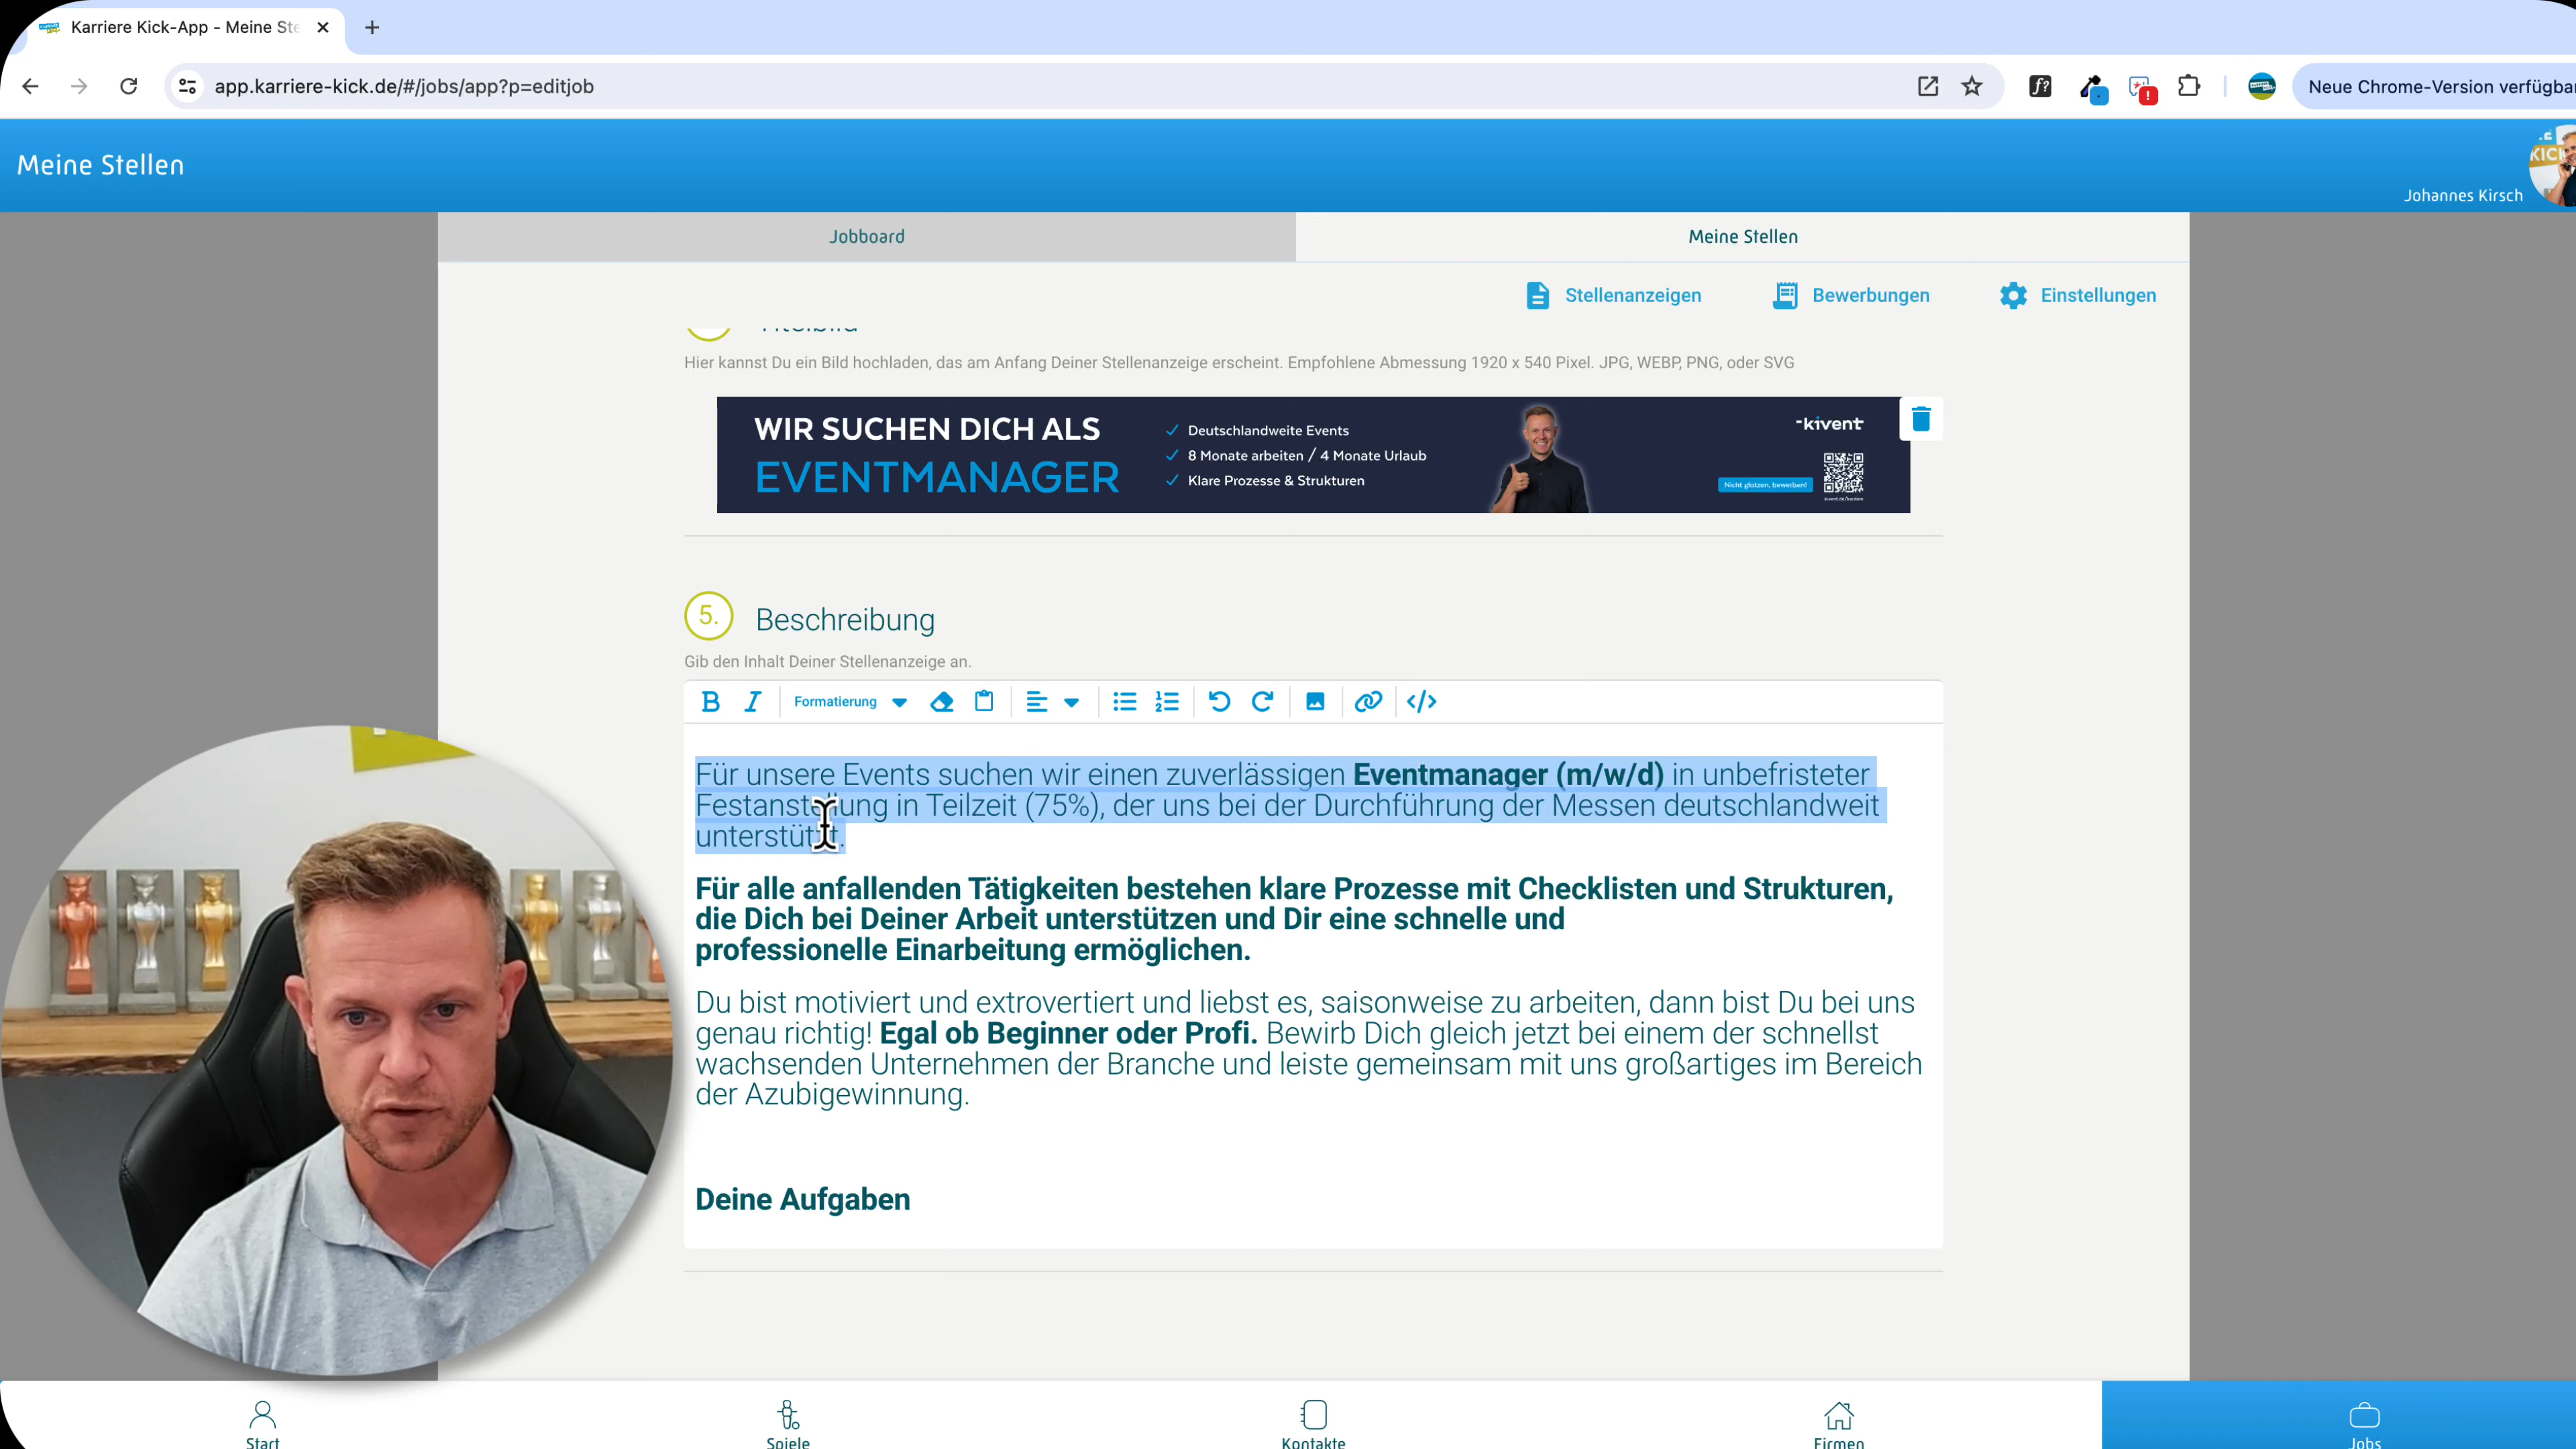 Karriere Kick-App - Meine Ste
app.karriere-kick.de/#/jobs/app?p=editjob
Neue Chrome-Version verfügba
Meine Stellen
KICK
Johannes Kirsch
Jobboard
Meine Stellen
Stellenanzeigen
Bewerbungen
Einstellungen
Titelbild
Hier kannst Du ein Bild hochladen, das am Anfang Deiner Stellenanzeige erscheint. Empfohlene Abmessung 1920 x 540 Pixel. JPG, WEBP, PNG, oder SVG
WIR SUCHEN DICH ALS
EVENTMANAGER
Deutschlandweite Events
8 Monate arbeiten / 4 Monate Urlaub
Klare Prozesse & Strukturen
kivent
Nicht glotzen, bewerben!
kivent.de/karriere
5.
Beschreibung
Gib den Inhalt Deiner Stellenanzeige an.
B I Formatierung
Für unsere Events suchen wir einen zuverlässigen Eventmanager (m/w/d) in unbefristeter
Festanstellung in Teilzeit (75%), der uns bei der Durchführung der Messen deutschlandweit
unterstützt.
Für alle anfallenden Tätigkeiten bestehen klare Prozesse mit Checklisten und Strukturen,
die Dich bei Deiner Arbeit unterstützen und Dir eine schnelle und
professionelle Einarbeitung ermöglichen.
Du bist motiviert und extrovertiert und liebst es, saisonweise zu arbeiten, dann bist Du bei uns
genau richtig! Egal ob Beginner oder Profi. Bewirb Dich gleich jetzt bei einem der schnellst
wachsenden Unternehmen der Branche und leiste gemeinsam mit uns großartiges im Bereich
der Azubigewinnung.
Deine Aufgaben
Start
Spiele
Kontakte
Firmen
Jobs